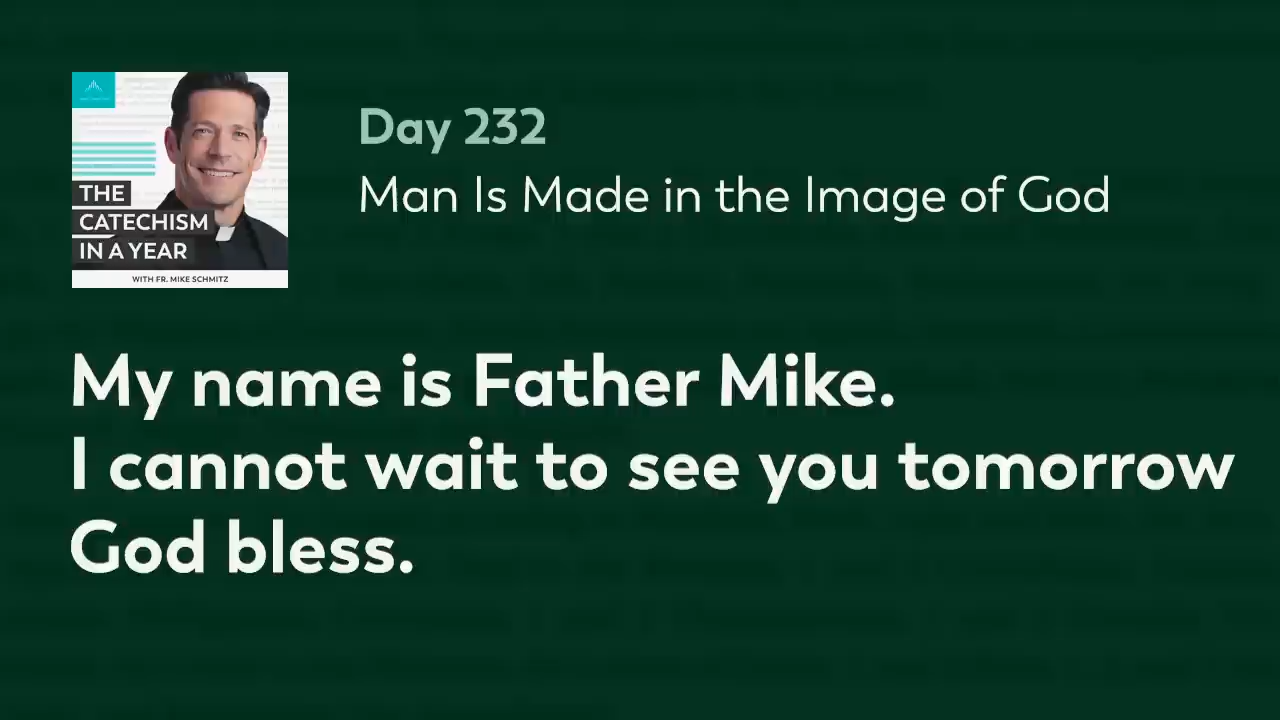 Day 232
Man Is Made in the Image of God
THE
CATECHISM
IN A YEAR
WITH FR. MIKE SCHMITZ
My name is Father Mike.
I cannot wait to see you tomorrow
God bless.